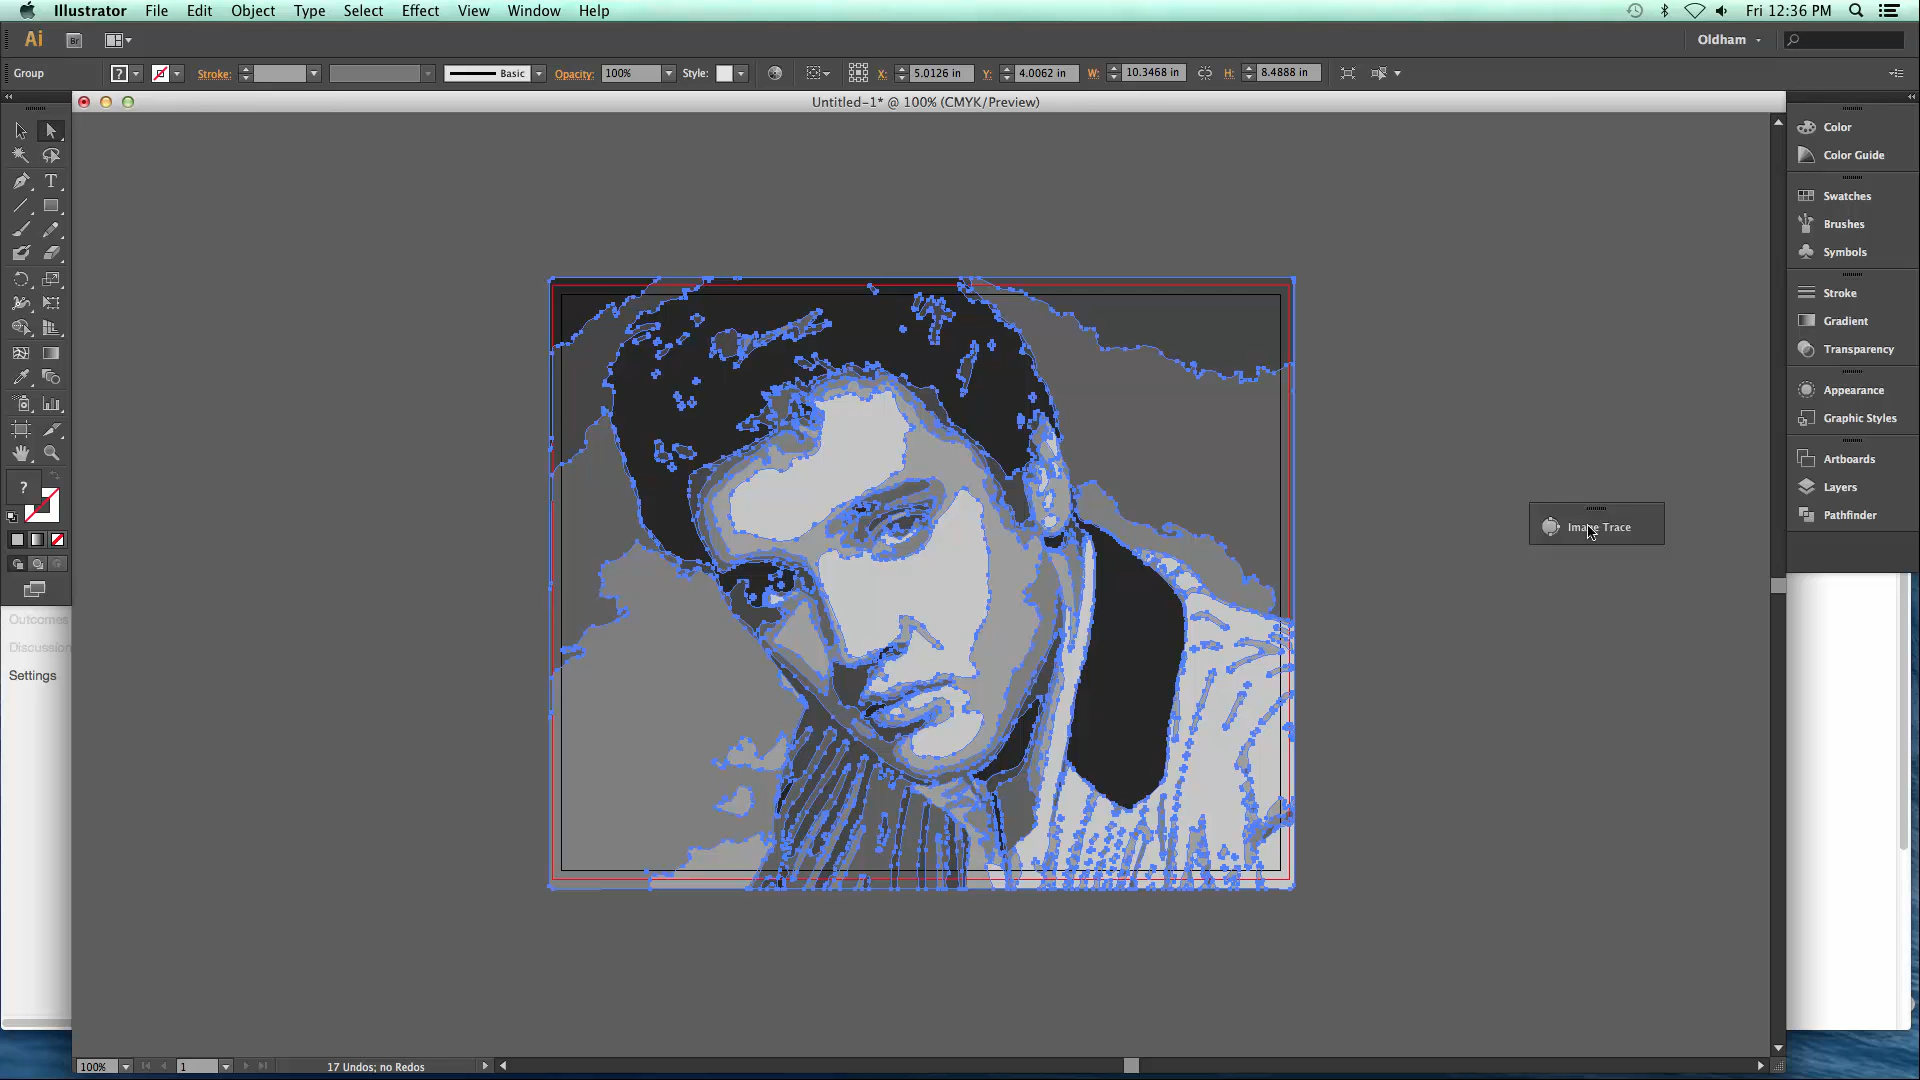 Illustrator File Edit Object Type Select Effect View Window Help Fri 12:36 PM
Ai Br Oldham
Group ? Stroke: Basic Opacity: 100% Style: X: 5.0126 in Y: 4.0062 in W: 10.3468 in H: 8.4888 in
Untitled-1* @ 100% (CMYK/Preview)
T
?
Outcomes
Discussion
Settings
Color
Color Guide
Swatches
Brushes
Symbols
Stroke
Gradient
Transparency
Appearance
Graphic Styles
Artboards
Layers
Pathfinder
Image Trace
100% 1 17 Undos; no Redos